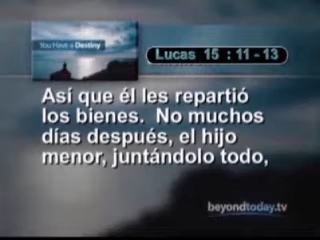 You Have a Destiny
Lucas 15 : 11 - 13
Así que él les repartió
los bienes. No muchos
días después, el hijo
menor, juntándolo todo,
beyondtoday.tv